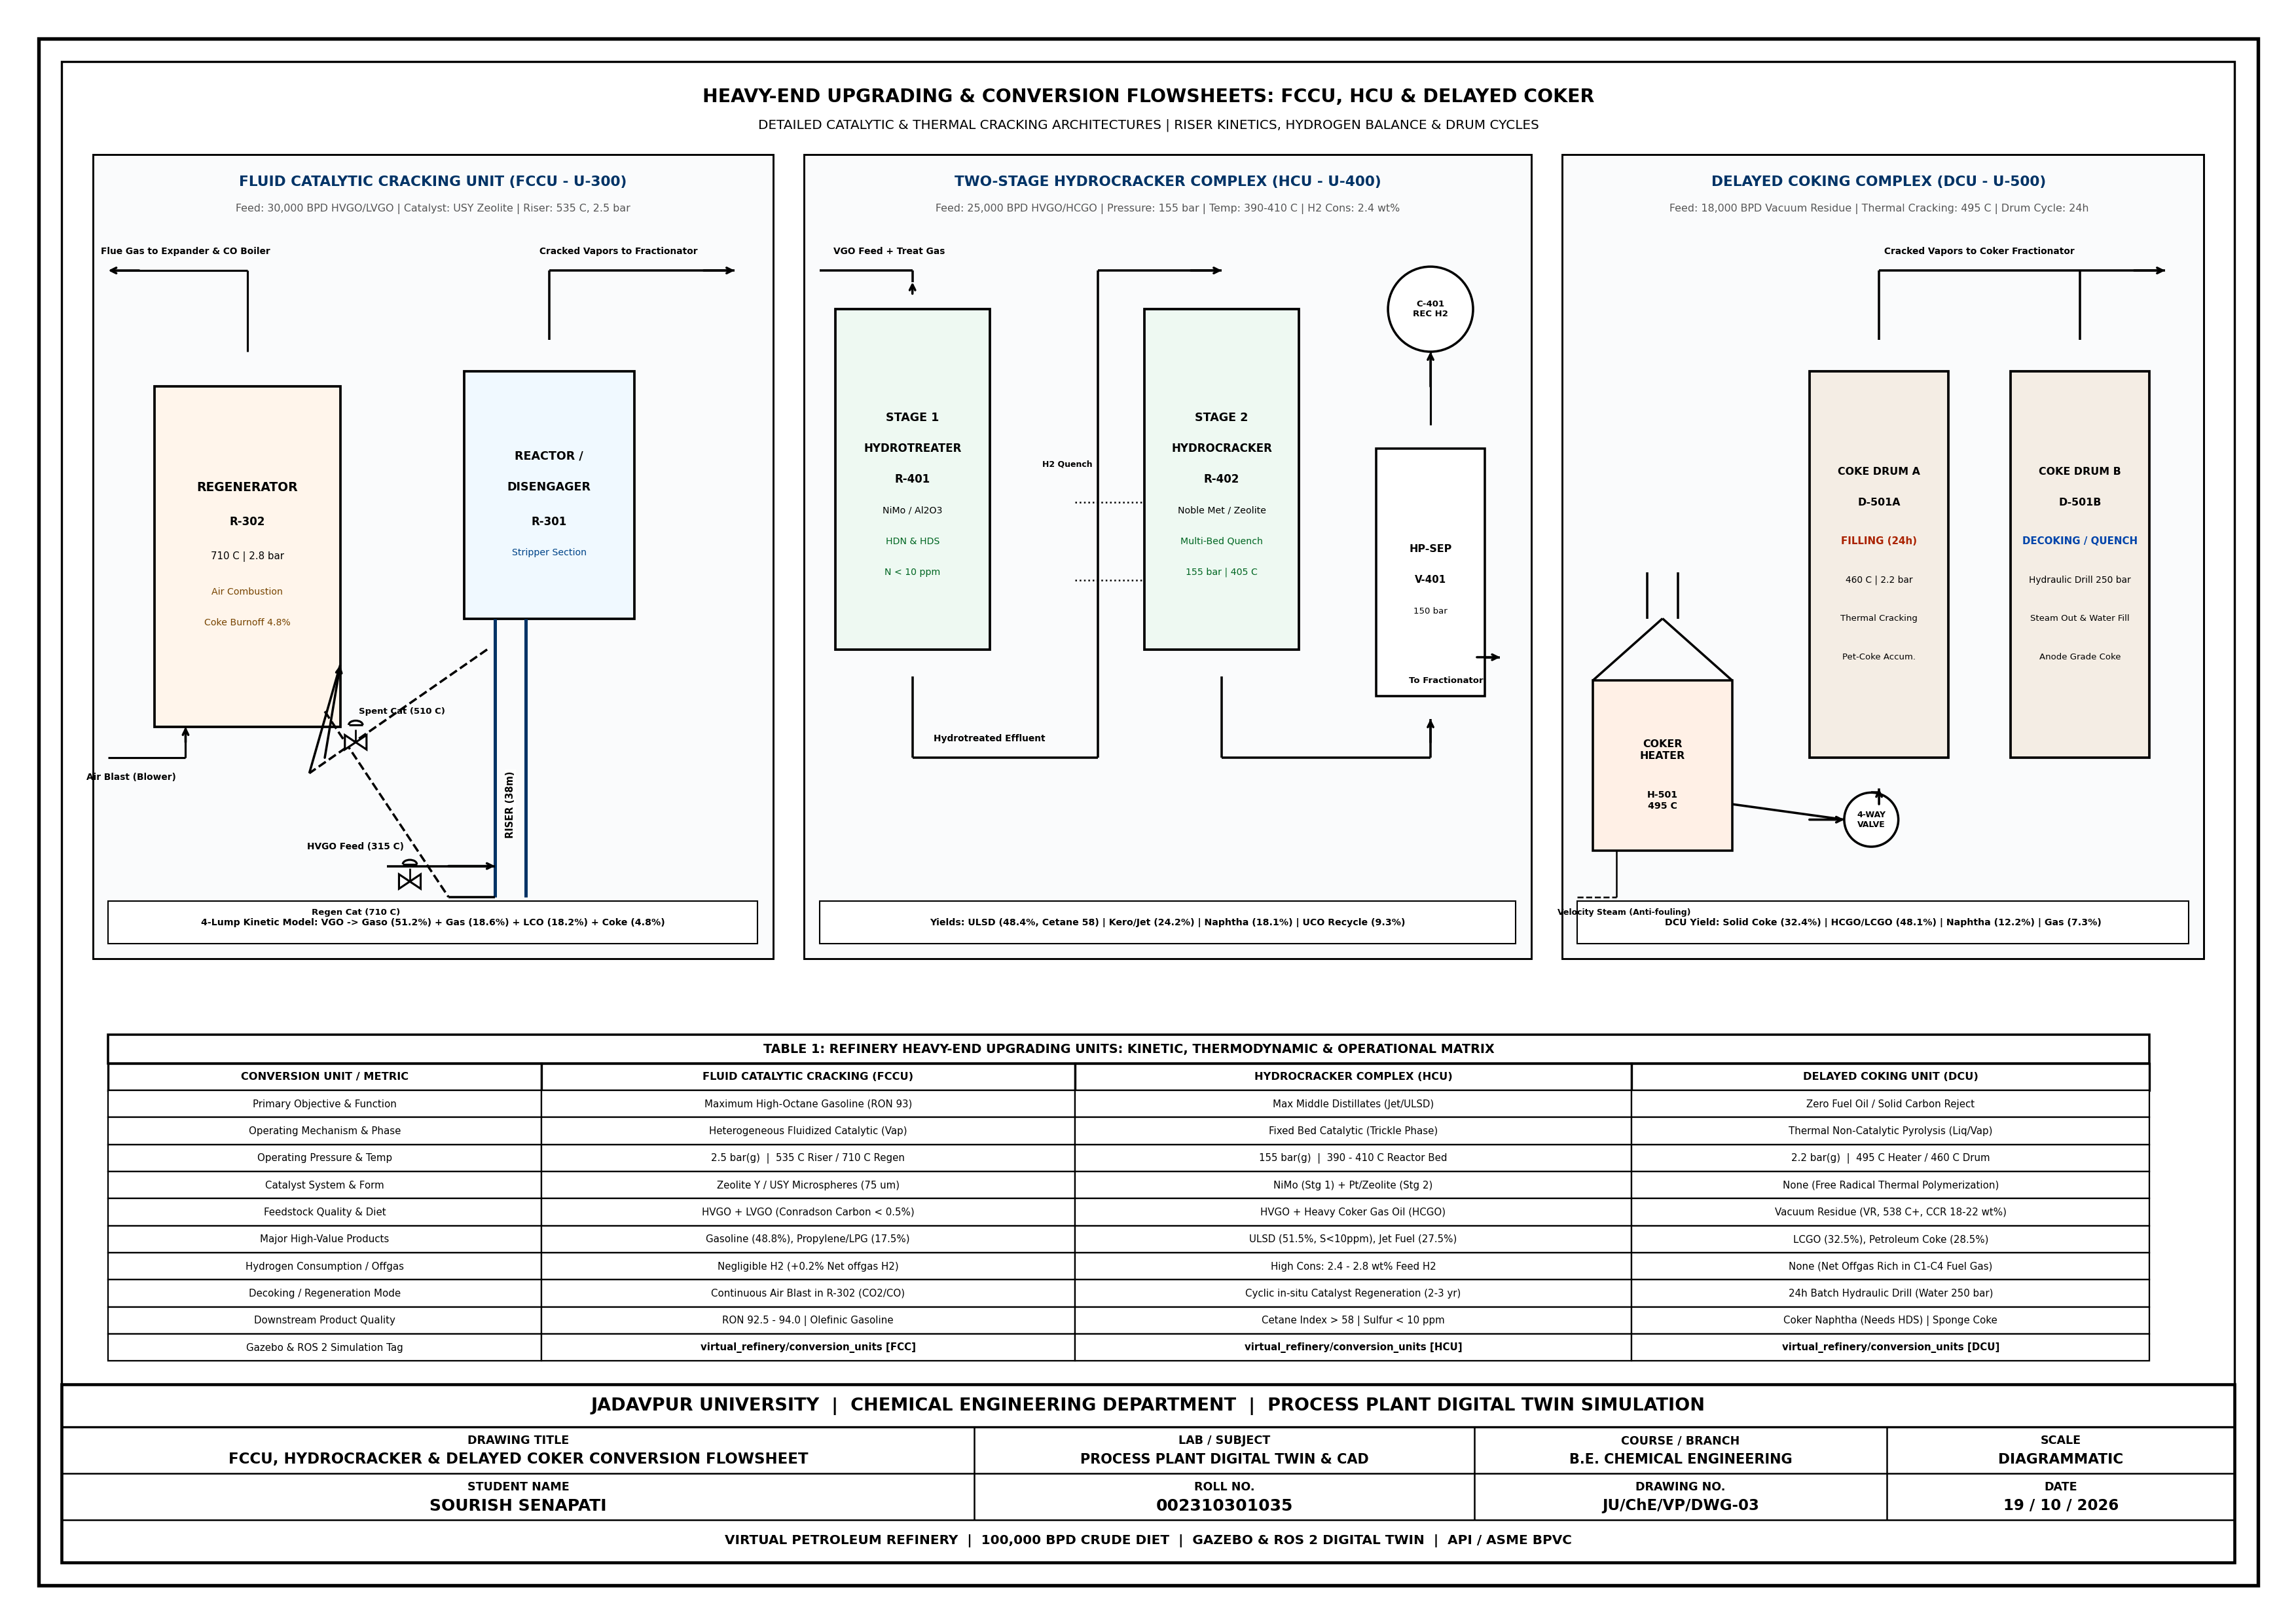 HEAVY-END UPGRADING & CONVERSION FLOWSHEETS: FCCU, HCU & DELAYED COKER
DETAILED CATALYTIC & THERMAL CRACKING ARCHITECTURES | RISER KINETICS, HYDROGEN BALANCE & DRUM CYCLES
FLUID CATALYTIC CRACKING UNIT (FCCU - U-300)
Feed: 30,000 BPD HVGO/LVGO | Catalyst: USY Zeolite | Riser: 535 C, 2.5 bar
Flue Gas to Expander & CO Boiler
Cracked Vapors to Fractionator
REGENERATOR
R-302
710 C | 2.8 bar
Air Combustion
Coke Burnoff 4.8%
REACTOR /
DISENGAGER
R-301
Stripper Section
Spent Cat (510 C)
Air Blast (Blower)
RISER (38m)
HVGO Feed (315 C)
Regen Cat (710 C)
4-Lump Kinetic Model: VGO -> Gaso (51.2%) + Gas (18.6%) + LCO (18.2%) + Coke (4.8%)
TWO-STAGE HYDROCRACKER COMPLEX (HCU - U-400)
Feed: 25,000 BPD HVGO/HCGO | Pressure: 155 bar | Temp: 390-410 C | H2 Cons: 2.4 wt%
VGO Feed + Treat Gas
STAGE 1
HYDROTREATER
R-401
NiMo / Al2O3
HDN & HDS
N < 10 ppm
H2 Quench
STAGE 2
HYDROCRACKER
R-402
Noble Met / Zeolite
Multi-Bed Quench
155 bar | 405 C
C-401
REC H2
HP-SEP
V-401
150 bar
To Fractionator
Hydrotreated Effluent
Yields: ULSD (48.4%, Cetane 58) | Kero/Jet (24.2%) | Naphtha (18.1%) | UCO Recycle (9.3%)
DELAYED COKING COMPLEX (DCU - U-500)
Feed: 18,000 BPD Vacuum Residue | Thermal Cracking: 495 C | Drum Cycle: 24h
Cracked Vapors to Coker Fractionator
COKE DRUM A
D-501A
FILLING (24h)
460 C | 2.2 bar
Thermal Cracking
Pet-Coke Accum.
COKE DRUM B
D-501B
DECOKING / QUENCH
Hydraulic Drill 250 bar
Steam Out & Water Fill
Anode Grade Coke
COKER
HEATER
H-501
495 C
4-WAY
VALVE
Velocity Steam (Anti-fouling)
DCU Yield: Solid Coke (32.4%) | HCGO/LCGO (48.1%) | Naphtha (12.2%) | Gas (7.3%)
TABLE 1: REFINERY HEAVY-END UPGRADING UNITS: KINETIC, THERMODYNAMIC & OPERATIONAL MATRIX
CONVERSION UNIT / METRIC FLUID CATALYTIC CRACKING (FCCU) HYDROCRACKER COMPLEX (HCU) DELAYED COKING UNIT (DCU)
Primary Objective & Function Maximum High-Octane Gasoline (RON 93) Max Middle Distillates (Jet/ULSD) Zero Fuel Oil / Solid Carbon Reject
Operating Mechanism & Phase Heterogeneous Fluidized Catalytic (Vap) Fixed Bed Catalytic (Trickle Phase) Thermal Non-Catalytic Pyrolysis (Liq/Vap)
Operating Pressure & Temp 2.5 bar(g) | 535 C Riser / 710 C Regen 155 bar(g) | 390 - 410 C Reactor Bed 2.2 bar(g) | 495 C Heater / 460 C Drum
Catalyst System & Form Zeolite Y / USY Microspheres (75 um) NiMo (Stg 1) + Pt/Zeolite (Stg 2) None (Free Radical Thermal Polymerization)
Feedstock Quality & Diet HVGO + LVGO (Conradson Carbon < 0.5%) HVGO + Heavy Coker Gas Oil (HCGO) Vacuum Residue (VR, 538 C+, CCR 18-22 wt%)
Major High-Value Products Gasoline (48.8%), Propylene/LPG (17.5%) ULSD (51.5%, S<10ppm), Jet Fuel (27.5%) LCGO (32.5%), Petroleum Coke (28.5%)
Hydrogen Consumption / Offgas Negligible H2 (+0.2% Net offgas H2) High Cons: 2.4 - 2.8 wt% Feed H2 None (Net Offgas Rich in C1-C4 Fuel Gas)
Decoking / Regeneration Mode Continuous Air Blast in R-302 (CO2/CO) Cyclic in-situ Catalyst Regeneration (2-3 yr) 24h Batch Hydraulic Drill (Water 250 bar)
Downstream Product Quality RON 92.5 - 94.0 | Olefinic Gasoline Cetane Index > 58 | Sulfur < 10 ppm Coker Naphtha (Needs HDS) | Sponge Coke
Gazebo & ROS 2 Simulation Tag virtual_refinery/conversion_units [FCC] virtual_refinery/conversion_units [HCU] virtual_refinery/conversion_units [DCU]
JADAVPUR UNIVERSITY | CHEMICAL ENGINEERING DEPARTMENT | PROCESS PLANT DIGITAL TWIN SIMULATION
DRAWING TITLE LAB / SUBJECT COURSE / BRANCH SCALE
FCCU, HYDROCRACKER & DELAYED COKER CONVERSION FLOWSHEET PROCESS PLANT DIGITAL TWIN & CAD B.E. CHEMICAL ENGINEERING DIAGRAMMATIC
STUDENT NAME ROLL NO. DRAWING NO. DATE
SOURISH SENAPATI 002310301035 JU/ChE/VP/DWG-03 19 / 10 / 2026
VIRTUAL PETROLEUM REFINERY | 100,000 BPD CRUDE DIET | GAZEBO & ROS 2 DIGITAL TWIN | API / ASME BPVC